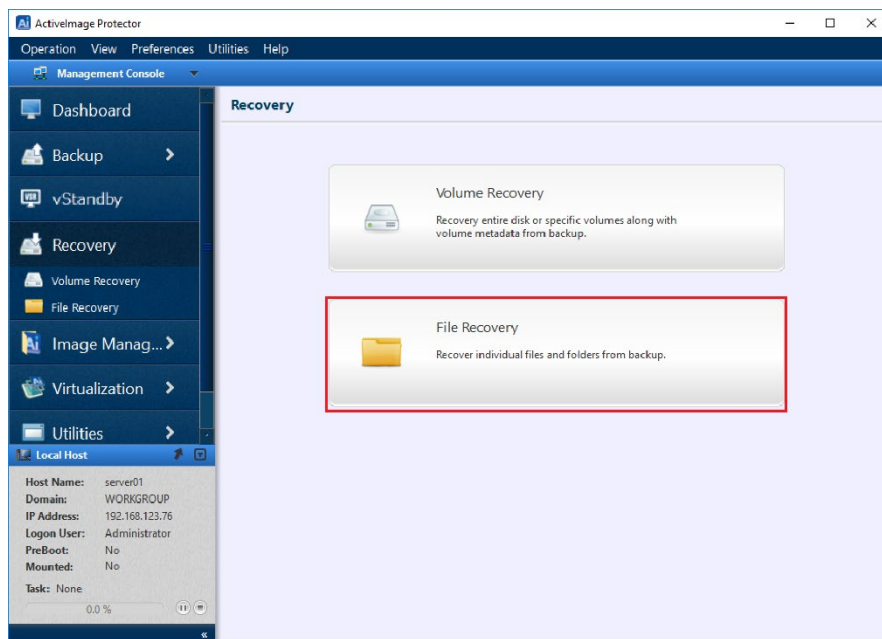 ActiveImage Protector
Operation View Preferences Utilities Help
Management Console
Dashboard
Backup
vStandby
Recovery
Volume Recovery
File Recovery
Image Manag...
Virtualization
Utilities
Local Host
Host Name: server01
Domain: WORKGROUP
IP Address: 192.168.123.76
Logon User: Administrator
PreBoot: No
Mounted: No
Task: None
0.0 %
Recovery
Volume Recovery
Recovery entire disk or specific volumes along with
volume metadata from backup.
File Recovery
Recover individual files and folders from backup.